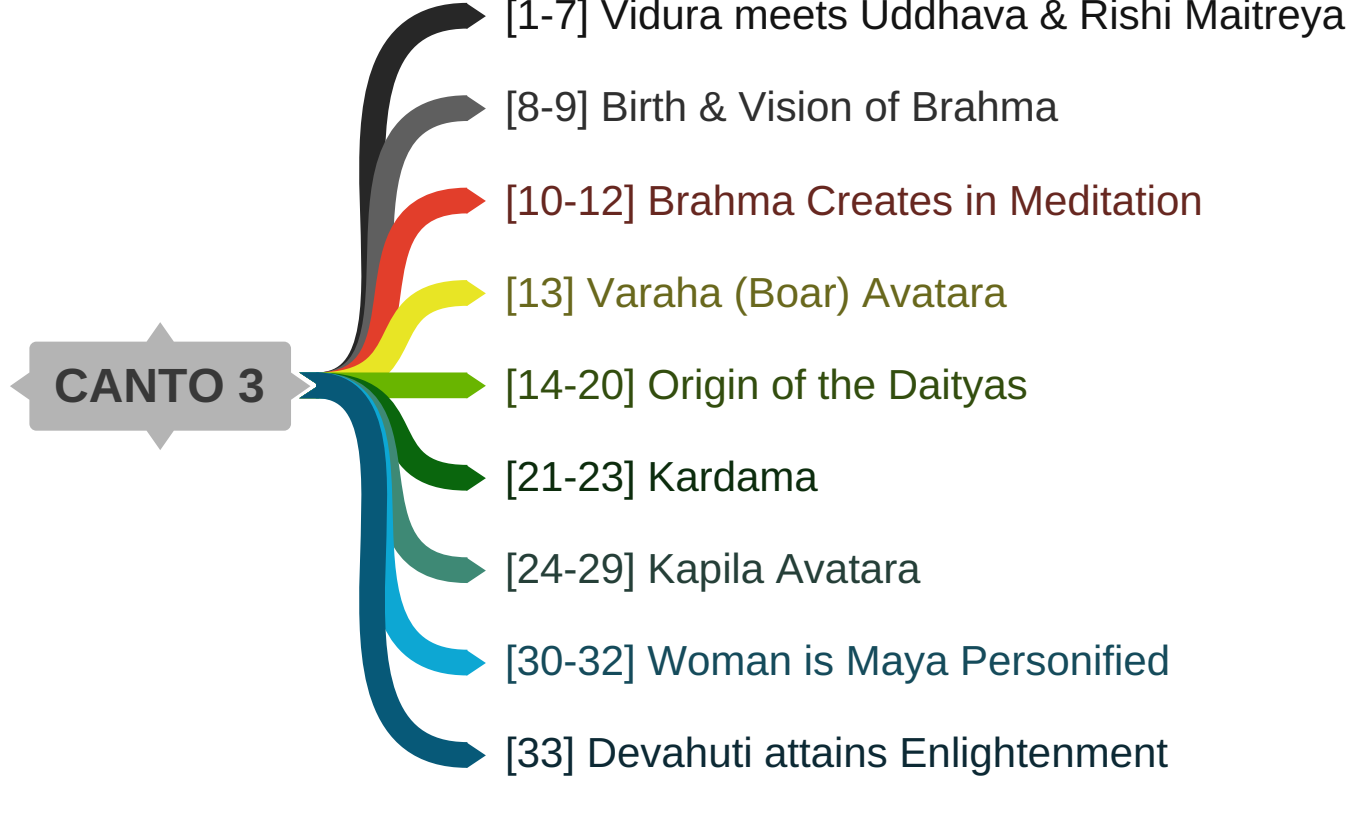 [1-7] Vidura meets Uddhava & Rishi Maitreya
[8-9] Birth & Vision of Brahma
[10-12] Brahma Creates in Meditation
[13] Varaha (Boar) Avatara
CANTO 3
[14-20] Origin of the Daityas
[21-23] Kardama
[24-29] Kapila Avatara
[30-32] Woman is Maya Personified
[33] Devahuti attains Enlightenment